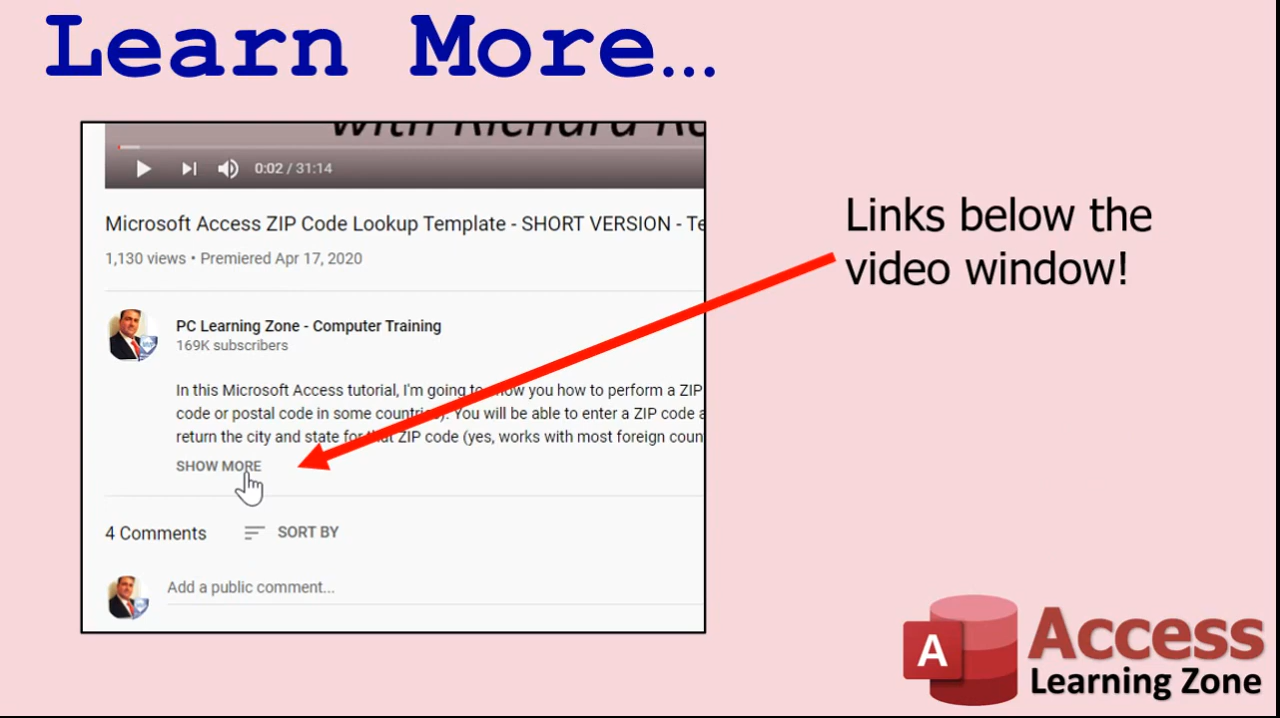 Learn More...
with Richard
0:02 / 31:14
Microsoft Access ZIP Code Lookup Template - SHORT VERSION -
1,130 views • Premiered Apr 17, 2020
PC Learning Zone - Computer Training
169K subscribers
In this Microsoft Access tutorial, I'm going to show you how to perform a ZIP
code or postal code in some countries). You will be able to enter a ZIP code
return the city and state for that ZIP code (yes, works with most foreign
SHOW MORE
4 Comments
SORT BY
Add a public comment...
Links below the
video window!
A
Access
Learning Zone